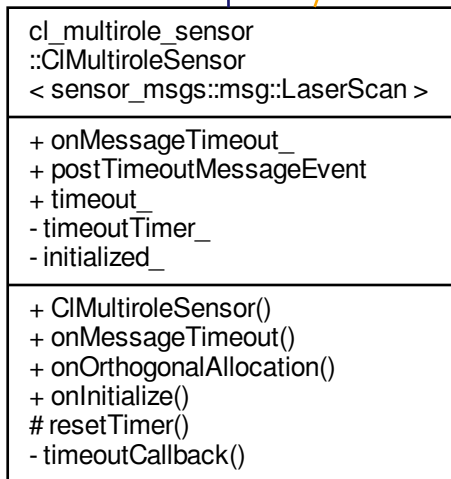 cl_multirole_sensor
::ClMultiroleSensor
< sensor_msgs::msg::LaserScan >
+ onMessageTimeout_
+ postTimeoutMessageEvent
+ timeout_
- timeoutTimer_
- initialized_
+ ClMultiroleSensor()
+ onMessageTimeout()
+ onOrthogonalAllocation()
+ onInitialize()
# resetTimer()
- timeoutCallback()